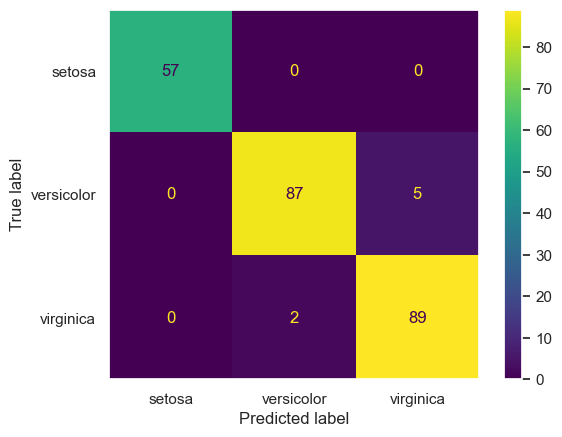 setosa 57 0 0
versicolor 0 87 5
virginica 0 2 89
setosa versicolor virginica
Predicted label
True label
80
70
60
50
40
30
20
10
0